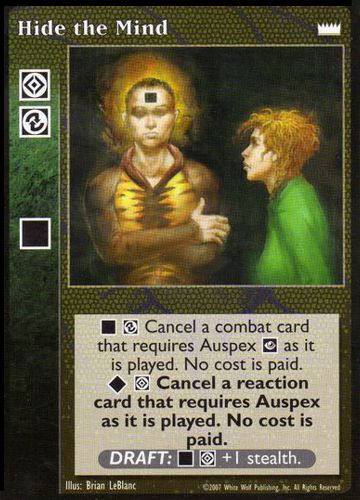 Hide the Mind
Cancel a combat card
that requires Auspex as it
is played. No cost is paid.
Cancel a reaction
card that requires Auspex
as it is played. No cost is
paid.
DRAFT: +1 stealth.
Illus: Brian LeBlanc ©2007 White Wolf Publishing, Inc. All Rights Reserved